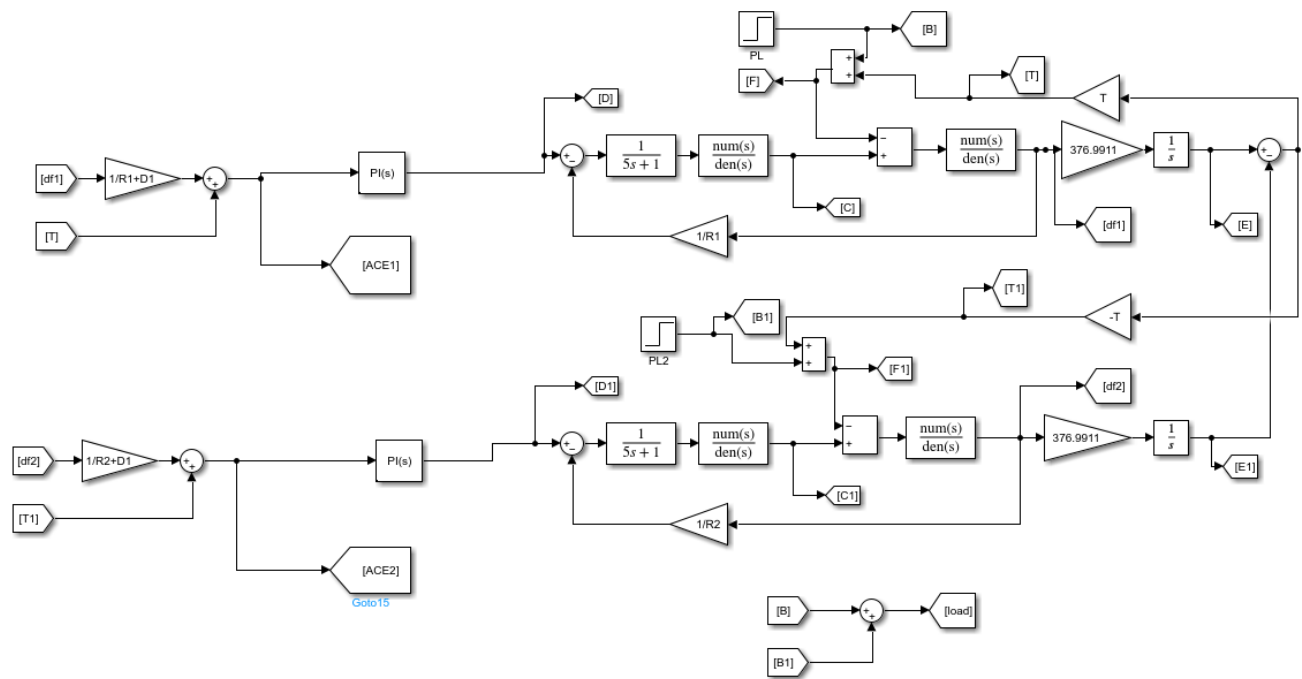 PL
[B]
[F]
+
+
[T]
T
[D]
[df1]
1/R1+D1
+
+
PI(s)
+
−
1
5s + 1
num(s)
den(s)
−
+
num(s)
den(s)
376.9911
1
s
+
−
[T]
[C]
[df1]
[E]
1/R1
[ACE1]
[T1]
-T
[B1]
PL2
+
+
[F1]
[D1]
[df2]
[df2]
1/R2+D1
+
+
PI(s)
+
−
1
5s + 1
num(s)
den(s)
−
+
num(s)
den(s)
376.9911
1
s
[E1]
[C1]
[T1]
1/R2
[ACE2]
Goto15
[B]
+
+
[load]
[B1]